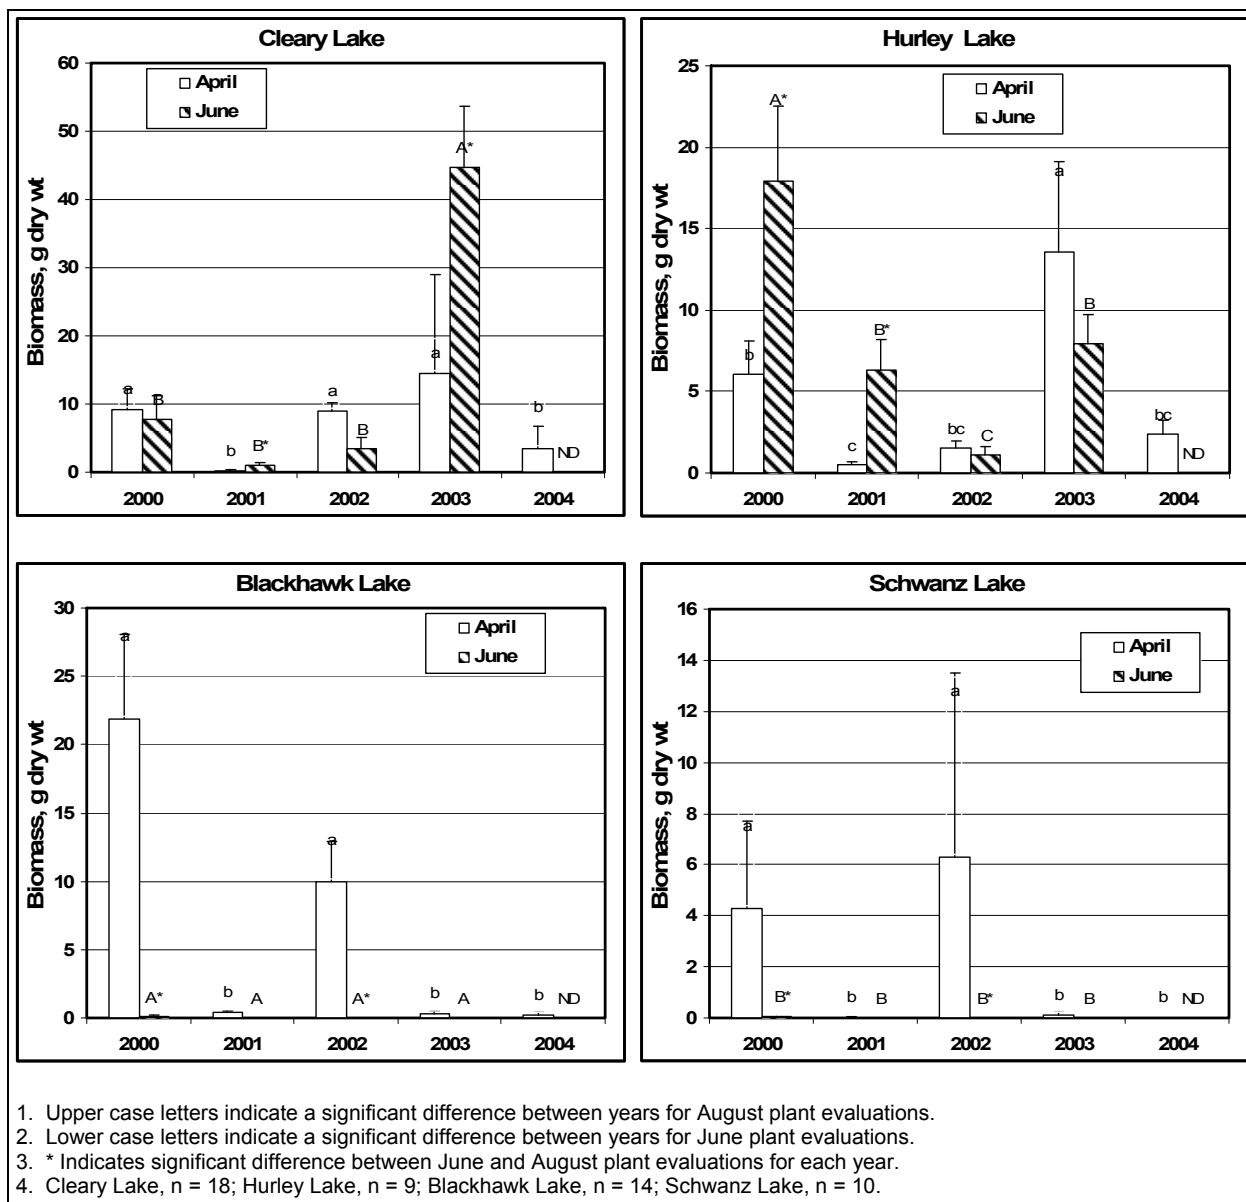 Cleary Lake
Biomass, g dry wt
60
50
40
30
20
10
0
April
June
a
B
b
B*
a
B
a
A*
b
ND
2000 2001 2002 2003 2004
Hurley Lake
Biomass, g dry wt
25
20
15
10
5
0
April
June
b
A*
c
B*
bc
C
a
B
bc
ND
2000 2001 2002 2003 2004
Blackhawk Lake
Biomass, g dry wt
30
25
20
15
10
5
0
April
June
a
A*
b
A
a
A*
b
A
b
ND
2000 2001 2002 2003 2004
Schwanz Lake
Biomass, g dry wt
16
14
12
10
8
6
4
2
0
April
June
a
B*
b
B
a
B*
b
B
b
ND
2000 2001 2002 2003 2004
1. Upper case letters indicate a significant difference between years for August plant evaluations.
2. Lower case letters indicate a significant difference between years for June plant evaluations.
3. * Indicates significant difference between June and August plant evaluations for each year.
4. Cleary Lake, n = 18; Hurley Lake, n = 9; Blackhawk Lake, n = 14; Schwanz Lake, n = 10.